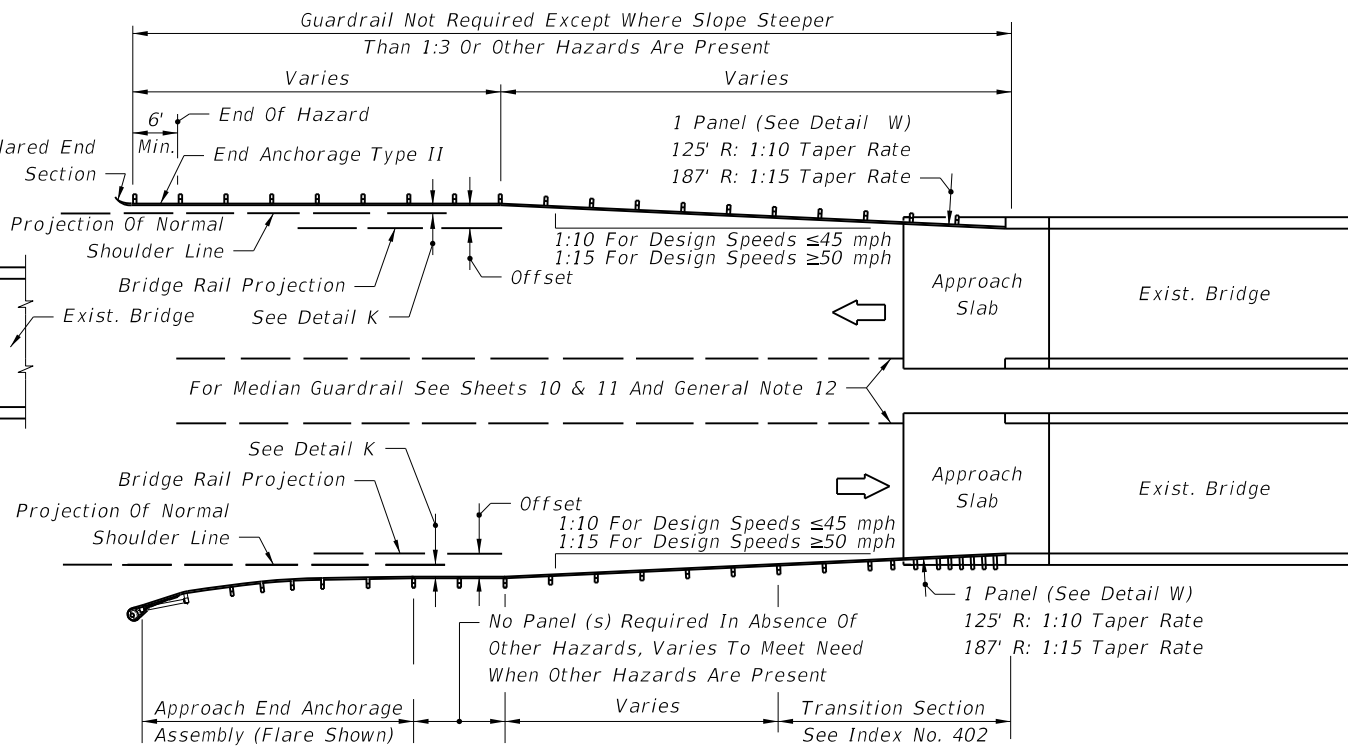 Guardrail Not Required Except Where Slope Steeper
Than 1:3 Or Other Hazards Are Present
Varies
Varies
6'
Min.
End Of Hazard
lared End
Section
End Anchorage Type II
1 Panel (See Detail W)
125' R: 1:10 Taper Rate
187' R: 1:15 Taper Rate
Projection Of Normal
Shoulder Line
1:10 For Design Speeds ≤45 mph
1:15 For Design Speeds ≥50 mph
Bridge Rail Projection
Offset
Exist. Bridge
See Detail K
Approach
Slab
Exist. Bridge
For Median Guardrail See Sheets 10 & 11 And General Note 12
See Detail K
Bridge Rail Projection
Projection Of Normal
Shoulder Line
Offset
1:10 For Design Speeds ≤45 mph
1:15 For Design Speeds ≥50 mph
Approach
Slab
Exist. Bridge
1 Panel (See Detail W)
125' R: 1:10 Taper Rate
187' R: 1:15 Taper Rate
No Panel (s) Required In Absence Of
Other Hazards, Varies To Meet Need
When Other Hazards Are Present
Approach End Anchorage
Assembly (Flare Shown)
Varies
Transition Section
See Index No. 402